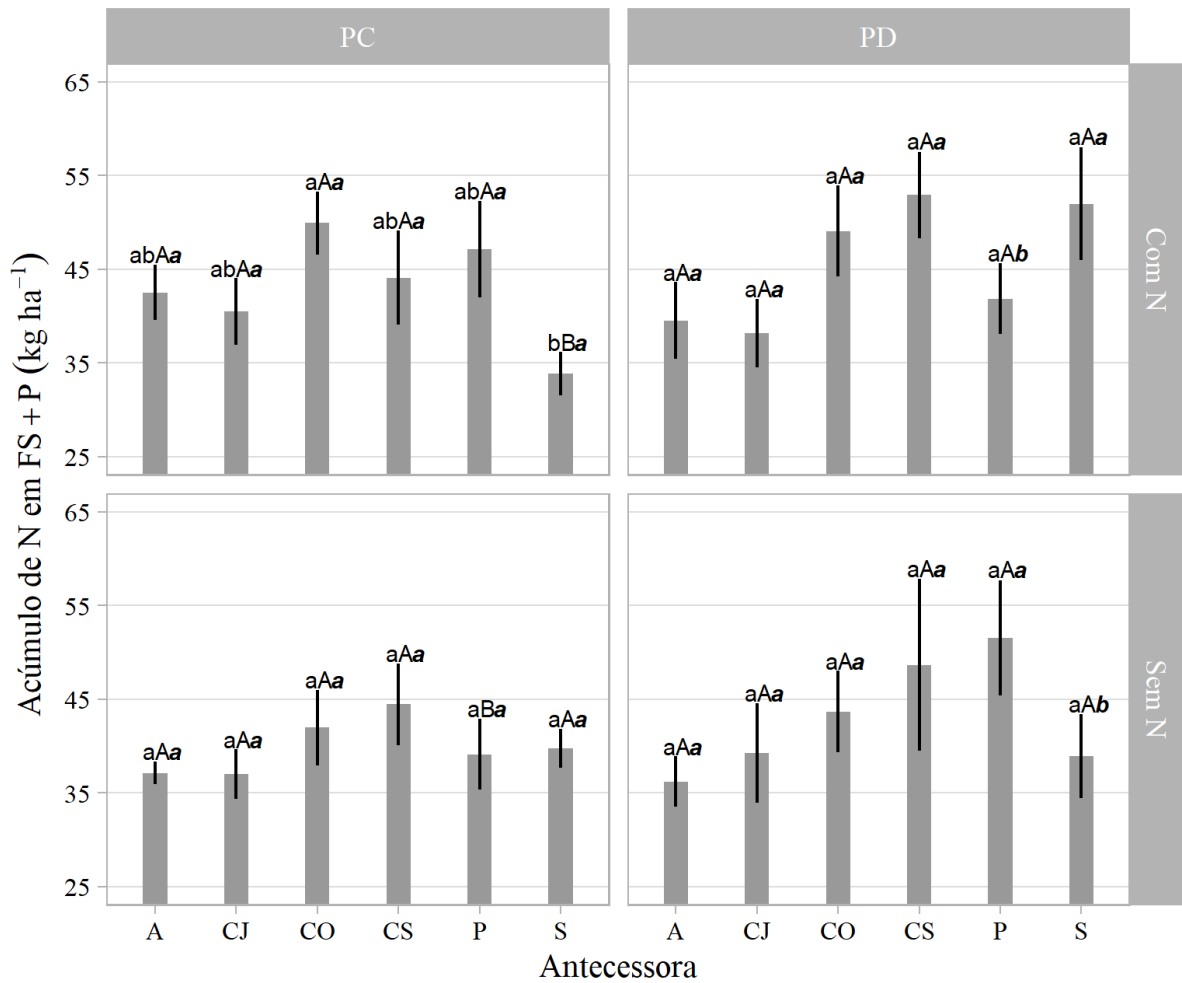 PC PD
Acúmulo de N em FS + P (kg ha⁻¹)
65
55
45
35
25
abAa abAa aAa abAa abAa bBa
aAa aAa aAa aAa aAb aAa
Com N
65
55
45
35
25
aAa aAa aAa aAa aBa aAa
aAa aAa aAa aAa aAa aAb
Sem N
A CJ CO CS P S A CJ CO CS P S
Antecessora